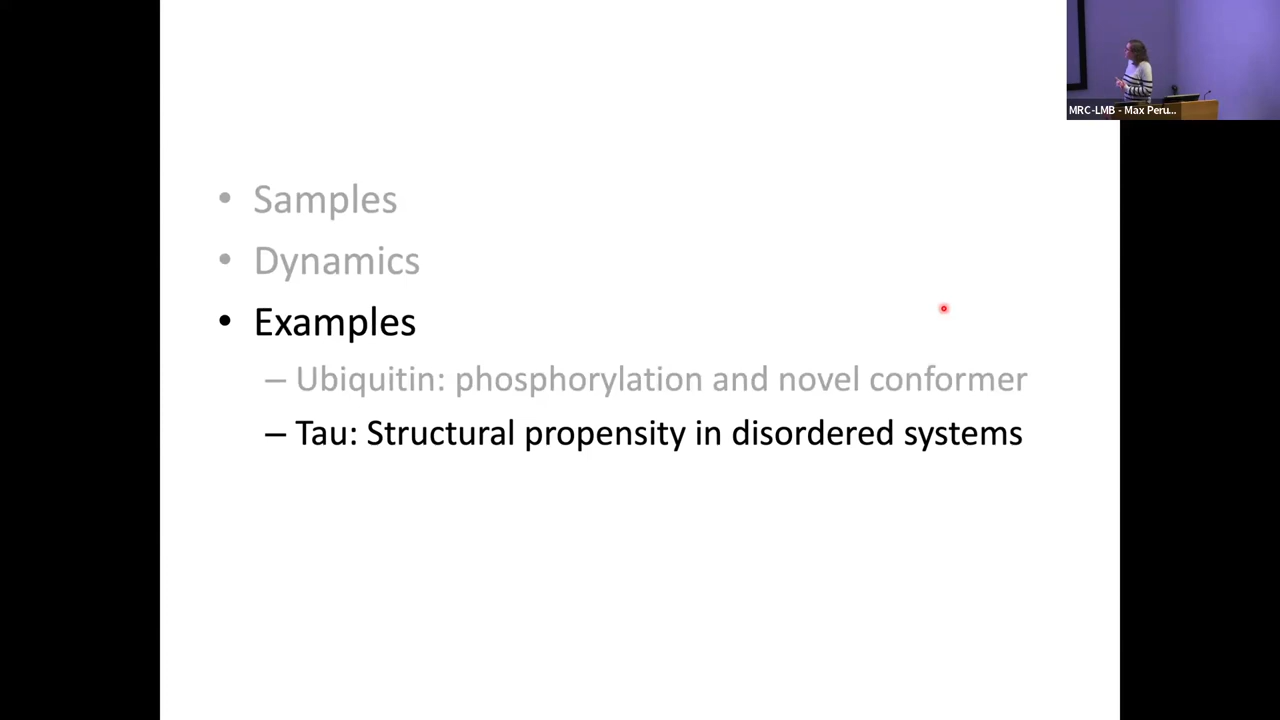 MRC-LMB - Max Peru...
• Samples
• Dynamics
• Examples
– Ubiquitin: phosphorylation and novel conformer
– Tau: Structural propensity in disordered systems